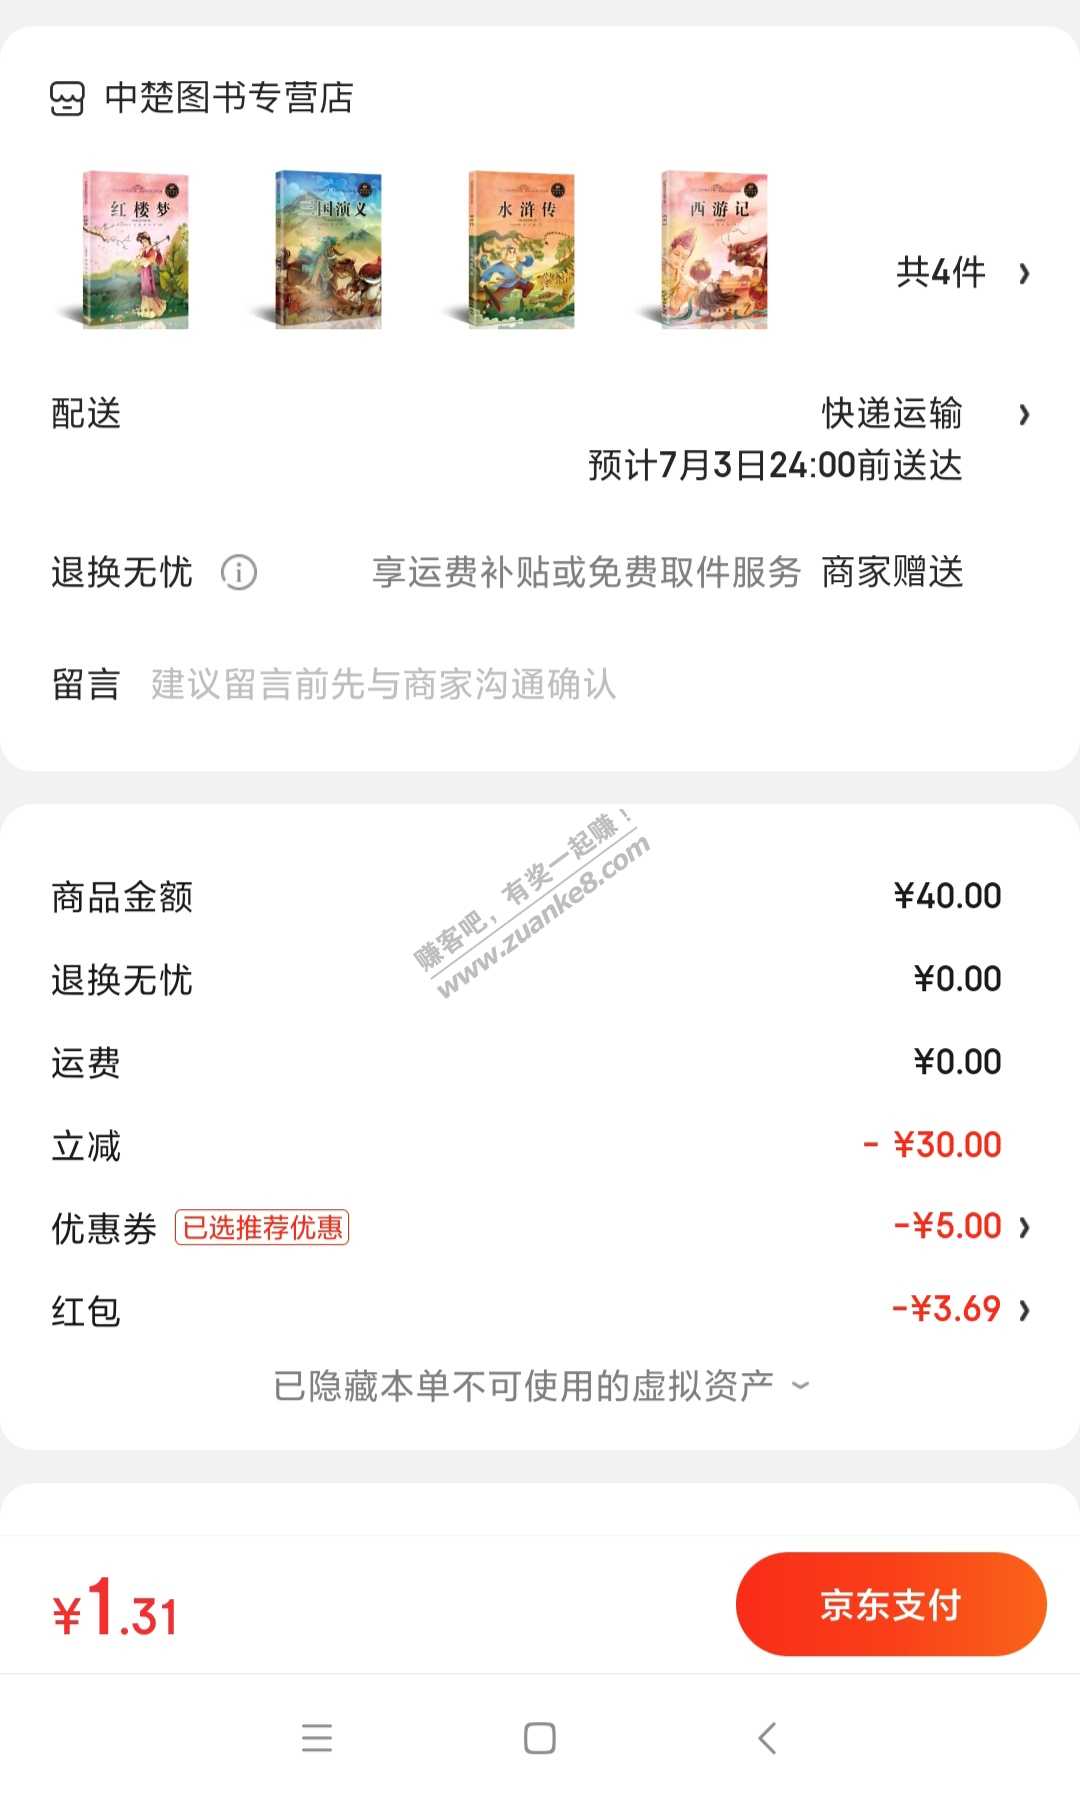 中楚图书专营店
红楼梦
三国演义
水浒传
西游记
共4件
配送
快递运输
预计7月3日24:00前送达
退换无忧 享运费补贴或免费取件服务 商家赠送
留言 建议留言前先与商家沟通确认
赚客吧，有奖一起赚！
www.zuanke8.com
商品金额 ¥40.00
退换无忧 ¥0.00
运费 ¥0.00
立减 - ¥30.00
优惠券 已选推荐优惠 -¥5.00
红包 -¥3.69
已隐藏本单不可使用的虚拟资产
¥1.31
京东支付